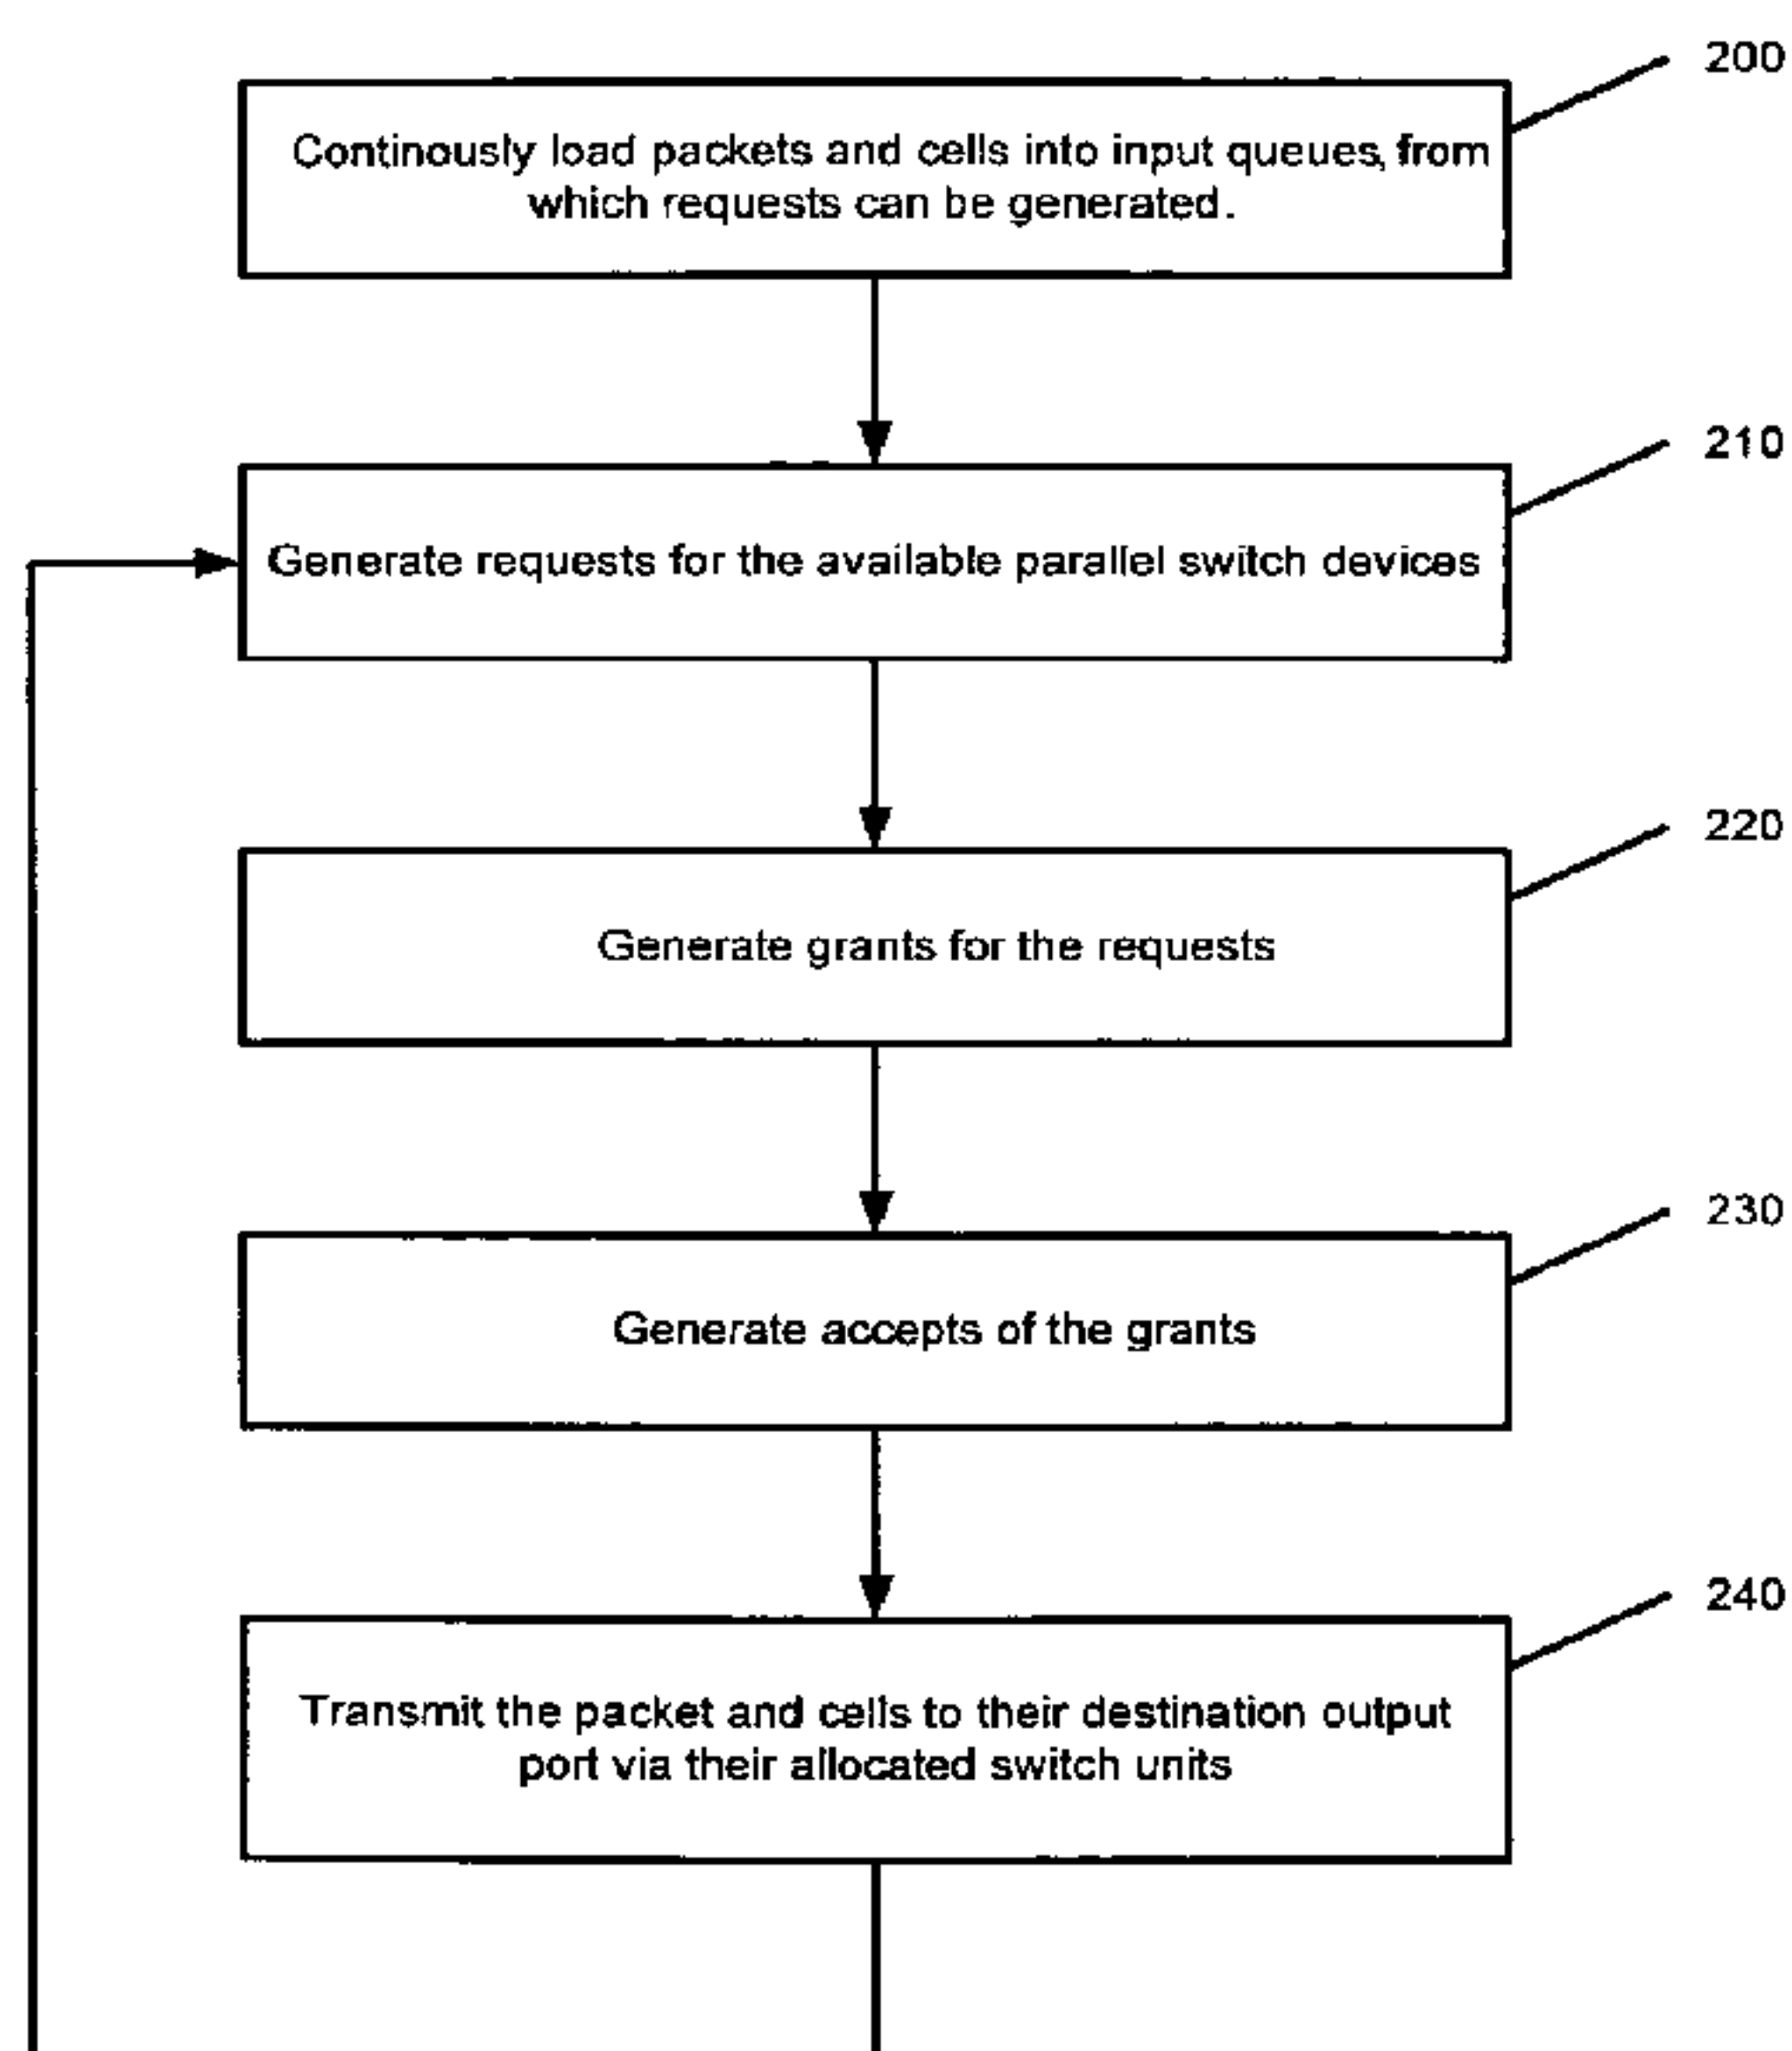 200
Continously load packets and cells into input queues, from
which requests can be generated.
210
Generate requests for the available parallel switch devices
220
Generate grants for the requests
230
Generate accepts of the grants
240
Transmit the packet and cells to their destination output
port via their allocated switch units